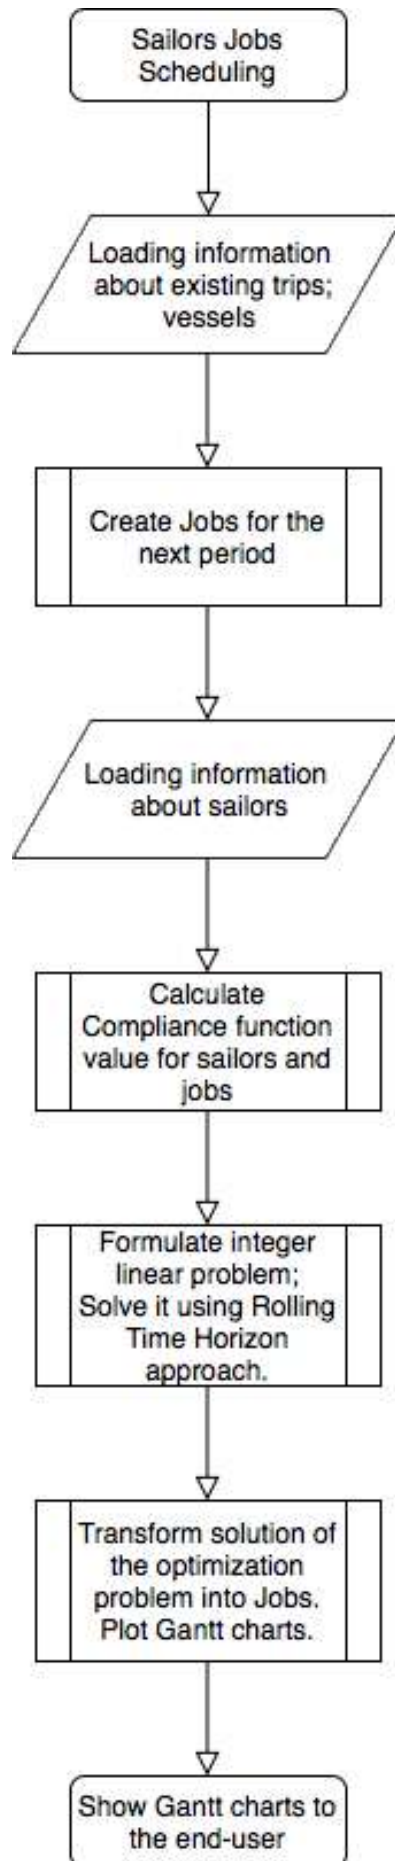 Sailors Jobs
Scheduling
Loading information
about existing trips;
vessels
Create Jobs for the
next period
Loading information
about sailors
Calculate
Compliance function
value for sailors and
jobs
Formulate integer
linear problem;
Solve it using Rolling
Time Horizon
approach.
Transform solution of
the optimization
problem into Jobs.
Plot Gantt charts.
Show Gantt charts to
the end-user